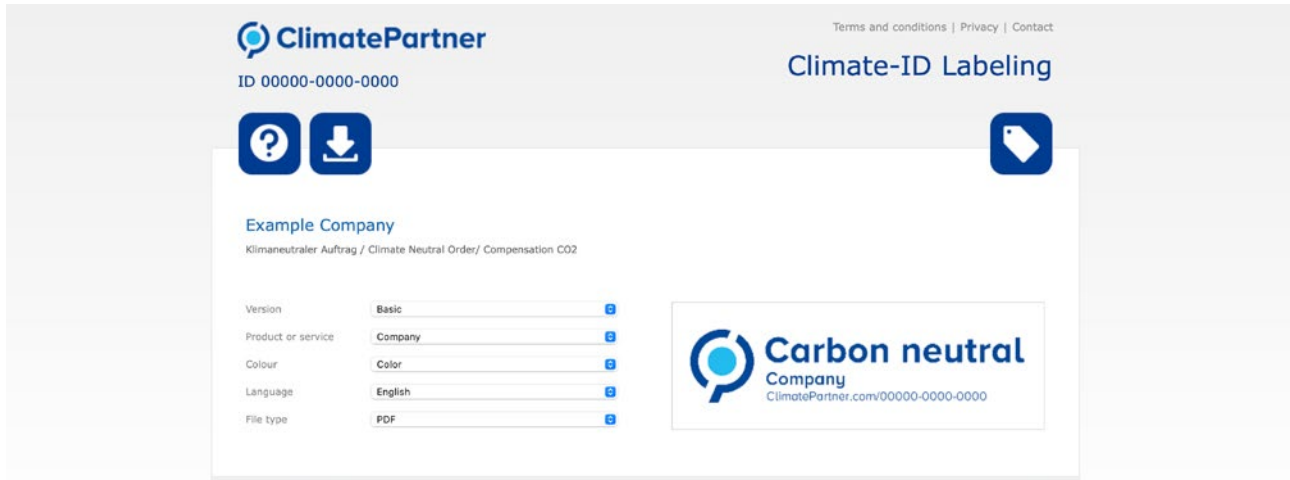 ClimatePartner
Terms and conditions | Privacy | Contact
Climate-ID Labeling
ID 00000-0000-0000
Example Company
Klimaneutraler Auftrag / Climate Neutral Order/ Compensation CO2
Version Basic
Product or service Company
Colour Color
Language English
File type PDF
Carbon neutral
Company
ClimatePartner.com/00000-0000-0000